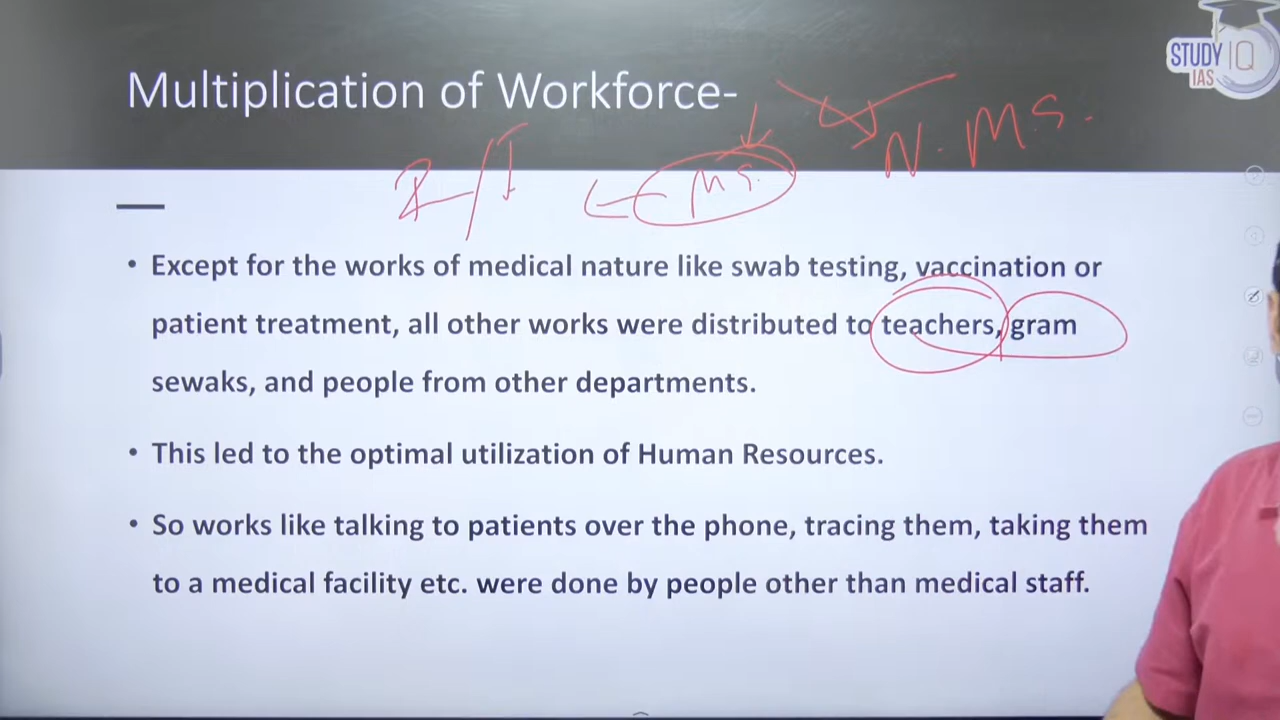 STUDY IQ
IAS
Multiplication of Workforce-
N.M.S.
M.S.
• Except for the works of medical nature like swab testing, vaccination or
patient treatment, all other works were distributed to teachers, gram
sewaks, and people from other departments.
• This led to the optimal utilization of Human Resources.
• So works like talking to patients over the phone, tracing them, taking them
to a medical facility etc. were done by people other than medical staff.